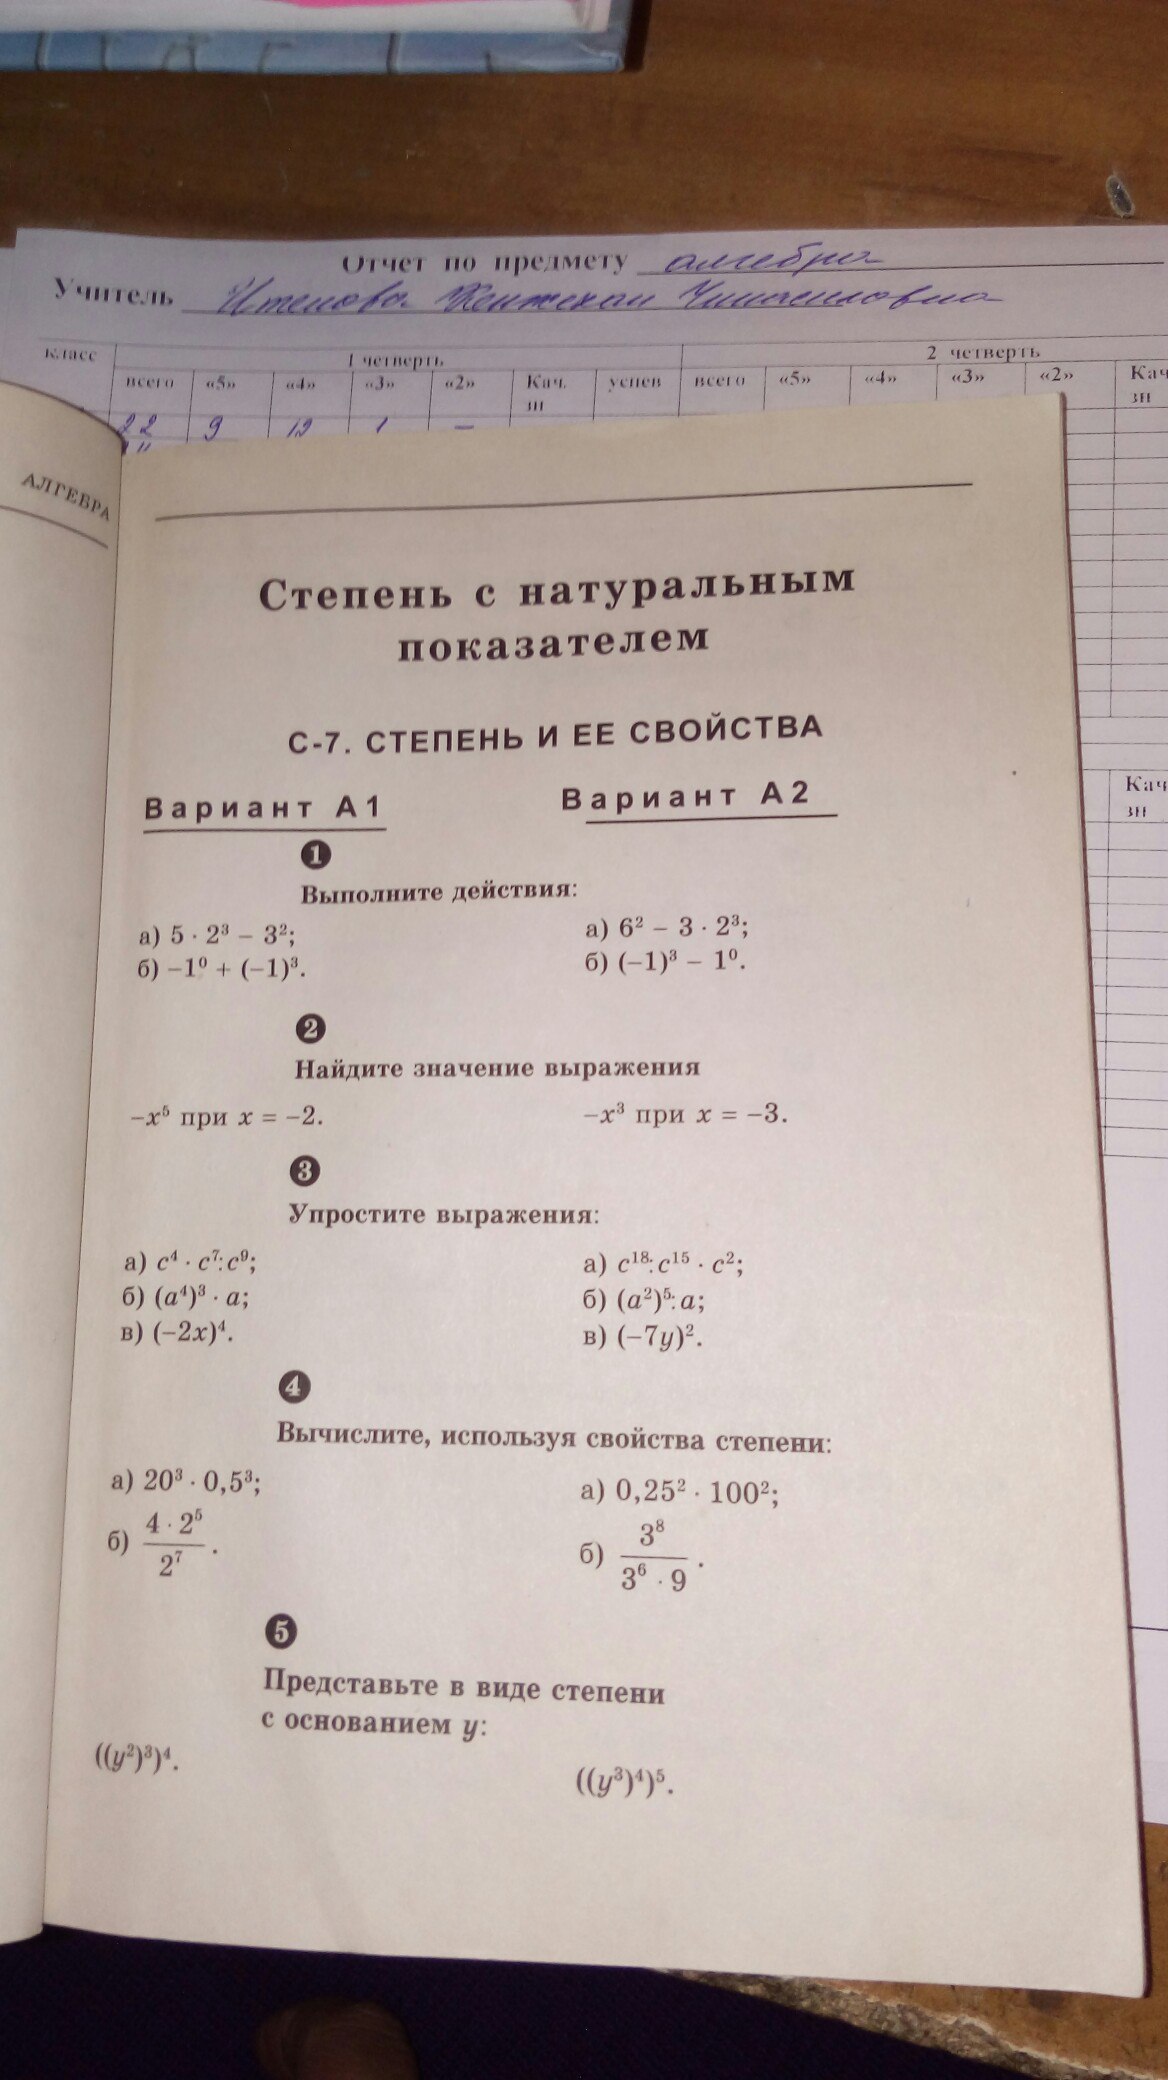 Отчет по предмету алгебра
Учитель
класс 1 четверть 2 четверть
всего «5» «4» «3» «2» Кач. зн успев всего «5» «4» «3» «2» Кач зн
22 9 12 1 –
Кач
зн
АЛГЕБРА
Степень с натуральным
показателем
С-7. СТЕПЕНЬ И ЕЕ СВОЙСТВА
Вариант А1 Вариант А2
1
Выполните действия:
а) 5 · 2³ – 3²; а) 6² – 3 · 2³;
б) –1⁰ + (–1)³. б) (–1)³ – 1⁰.
2
Найдите значение выражения
–x⁵ при x = –2. –x³ при x = –3.
3
Упростите выражения:
а) c⁴ · c⁷:c⁹; а) c¹⁸:c¹⁵ · c²;
б) (a⁴)³ · a; б) (a²)⁵:a;
в) (–2x)⁴. в) (–7y)².
4
Вычислите, используя свойства степени:
а) 20³ · 0,5³; а) 0,25² · 100²;
б) 4 · 2⁵ / 2⁷ . б) 3⁸ / 3⁶ · 9 .
5
Представьте в виде степени
с основанием y:
((y²)³)⁴. ((y³)⁴)⁵.